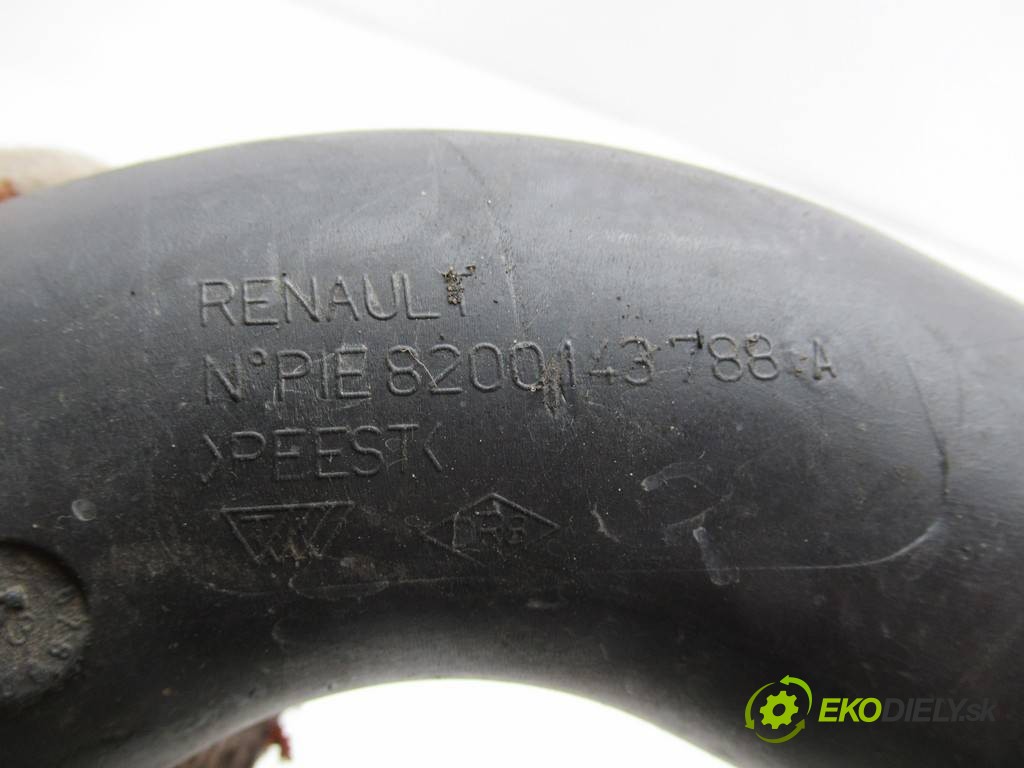 RENAULT
N°PIE 8200143788-A
>PEEST<
EKODIELY.sk